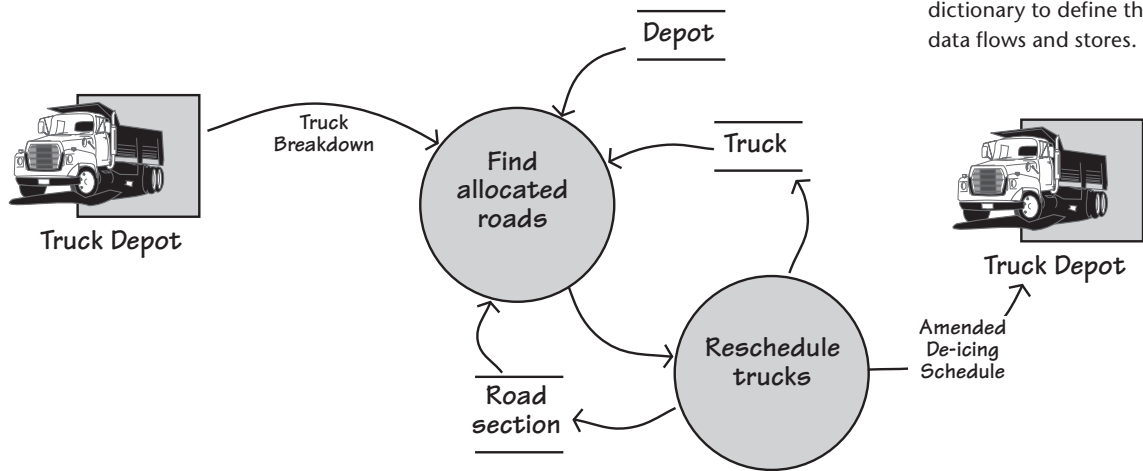 dictionary to define th
data flows and stores.
Depot
Truck
Breakdown
Truck
Find
allocated
roads
Truck Depot
Truck Depot
Reschedule
trucks
Amended
De-icing
Schedule
Road
section